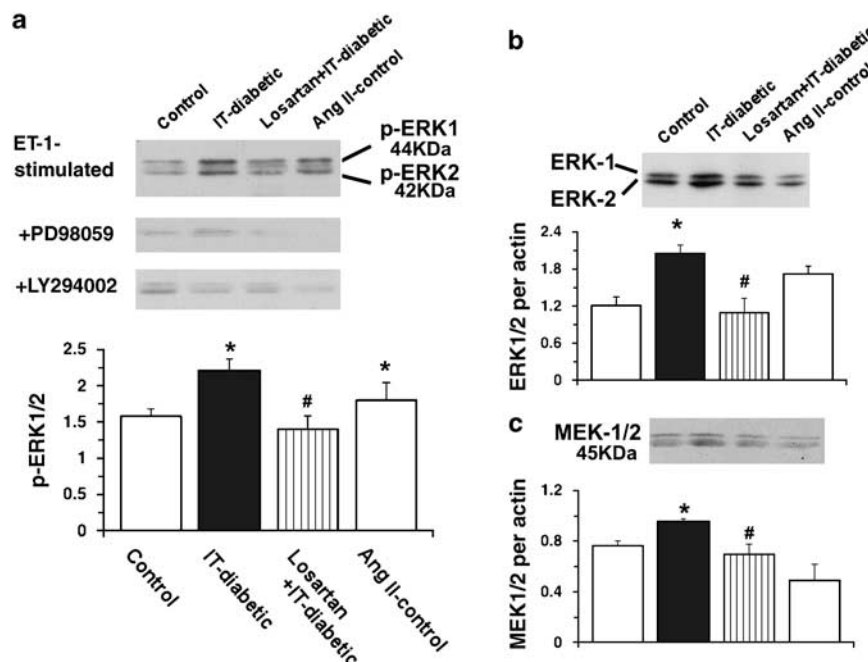 a
Control
IT-diabetic
Losartan+IT-diabetic
Ang II-control
ET-1-
stimulated
p-ERK1
44KDa
p-ERK2
42KDa
+PD98059
+LY294002
p-ERK1/2
2.5
2
1.5
1
0.5
0
*
#
*
Control
IT-diabetic
Losartan
+IT-diabetic
Ang II-control
b
Control
IT-diabetic
Losartan+IT-diabetic
Ang II-control
ERK-1
ERK-2
ERK1/2 per actin
2.4
1.8
1.2
0.6
0
*
#
c
MEK-1/2
45KDa
MEK1/2 per actin
1.2
0.8
0.4
0
*
#